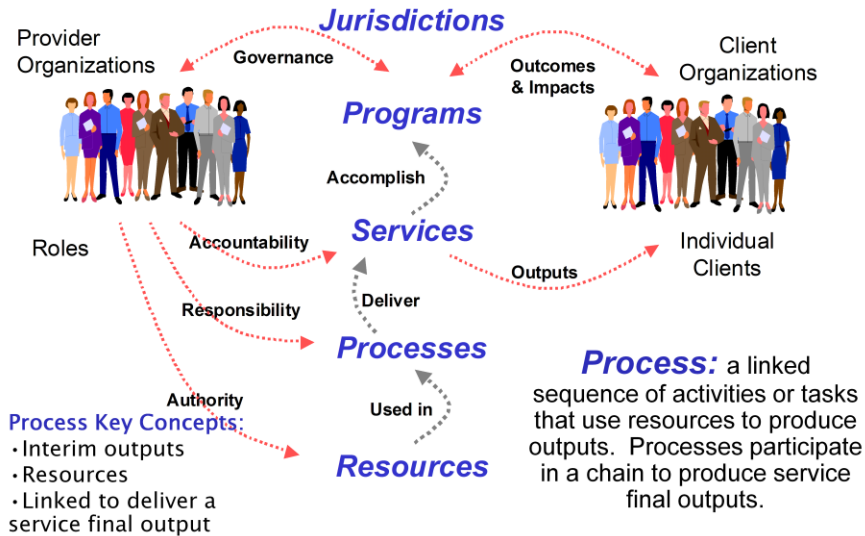 Jurisdictions
Provider
Organizations
Governance
Outcomes
& Impacts
Client
Organizations
Programs
Accomplish
Roles
Accountability
Services
Outputs
Individual
Clients
Deliver
Responsibility
Processes
Authority
Used in
Resources
Process Key Concepts:
• Interim outputs
• Resources
• Linked to deliver a
service final output
Process: a linked
sequence of activities or tasks
that use resources to produce
outputs.  Processes participate
in a chain to produce service
final outputs.